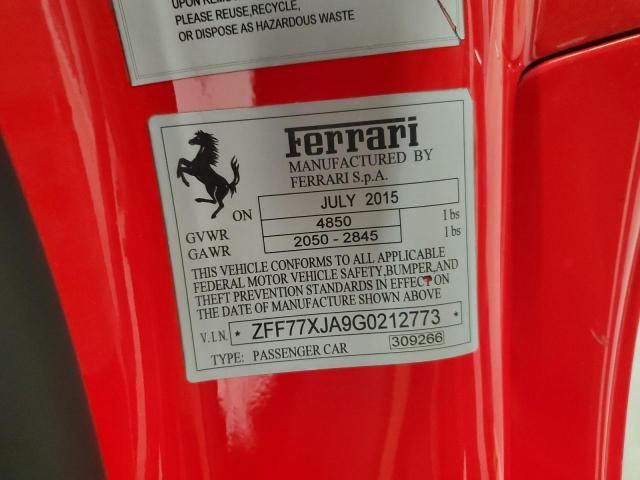 UPON REMO
PLEASE REUSE,RECYCLE,
OR DISPOSE AS HAZARDOUS WASTE
Ferrari
MANUFACTURED BY
FERRARI S.p.A.
ON JULY 2015
GVWR 4850 lbs
GAWR 2050 - 2845 lbs
THIS VEHICLE CONFORMS TO ALL APPLICABLE
FEDERAL MOTOR VEHICLE SAFETY,BUMPER,AND
THEFT PREVENTION STANDARDS IN EFFECT ON
THE DATE OF MANUFACTURE SHOWN ABOVE
V.I.N. * ZFF77XJA9G0212773 *
TYPE: PASSENGER CAR 309266